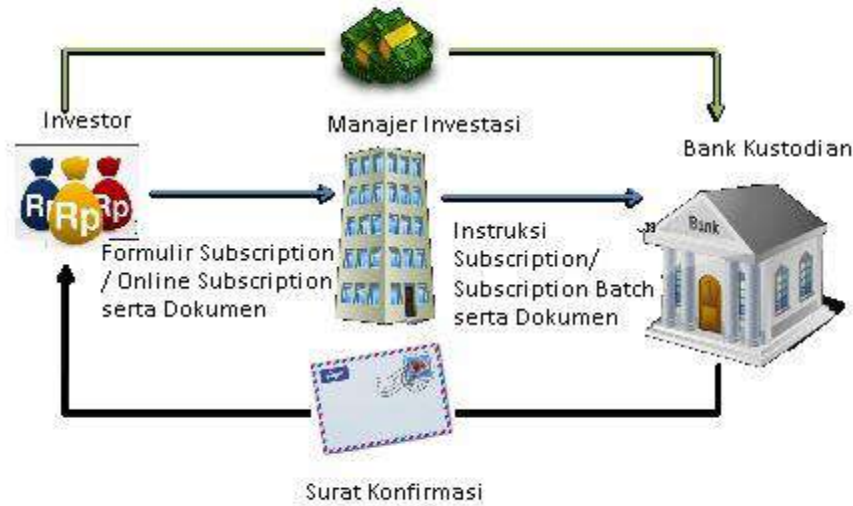 Investor
Manajer Investasi
Bank Kustodian
Rp
Rp
Rp
Bank
Formulir Subscription
/ Online Subscription
serta Dokumen
Instruksi
Subscription/
Subscription Batch
serta Dokumen
Surat Konfirmasi